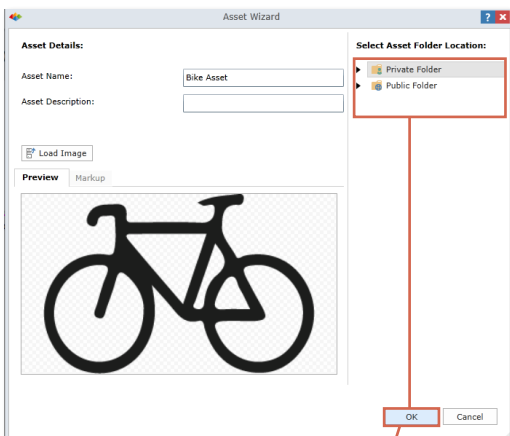 Asset Wizard
? X
Asset Details:
Select Asset Folder Location:
Asset Name:
Bike Asset
Private Folder
Public Folder
Asset Description:
Load Image
Preview
Markup
OK
Cancel